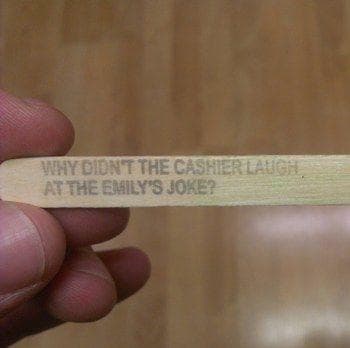 WHY DIDN'T THE CASHIER LAUGH
AT THE EMILY'S JOKE?